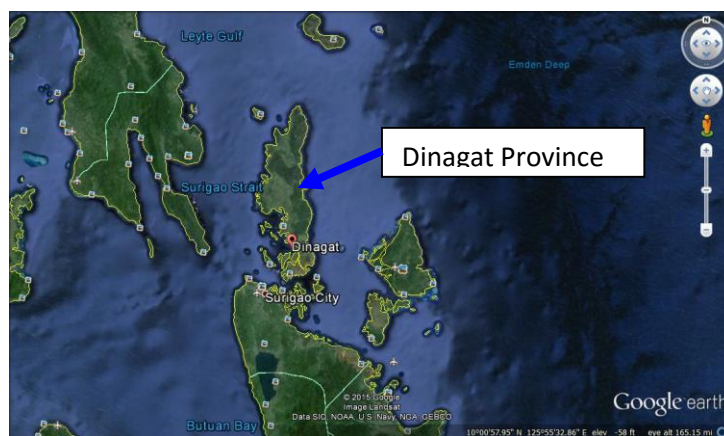 Leyte Gulf
Emden Deep
N
Dinagat Province
Surigao Strait
Dinagat
Surigao City
© 2015 Google
Image Landsat
Data SIO, NOAA, U.S. Navy, NGA, GEBCO
Butuan Bay
Google earth
10°00'57.95" N 125°55'32.86" E elev -58 ft eye alt 165.15 mi